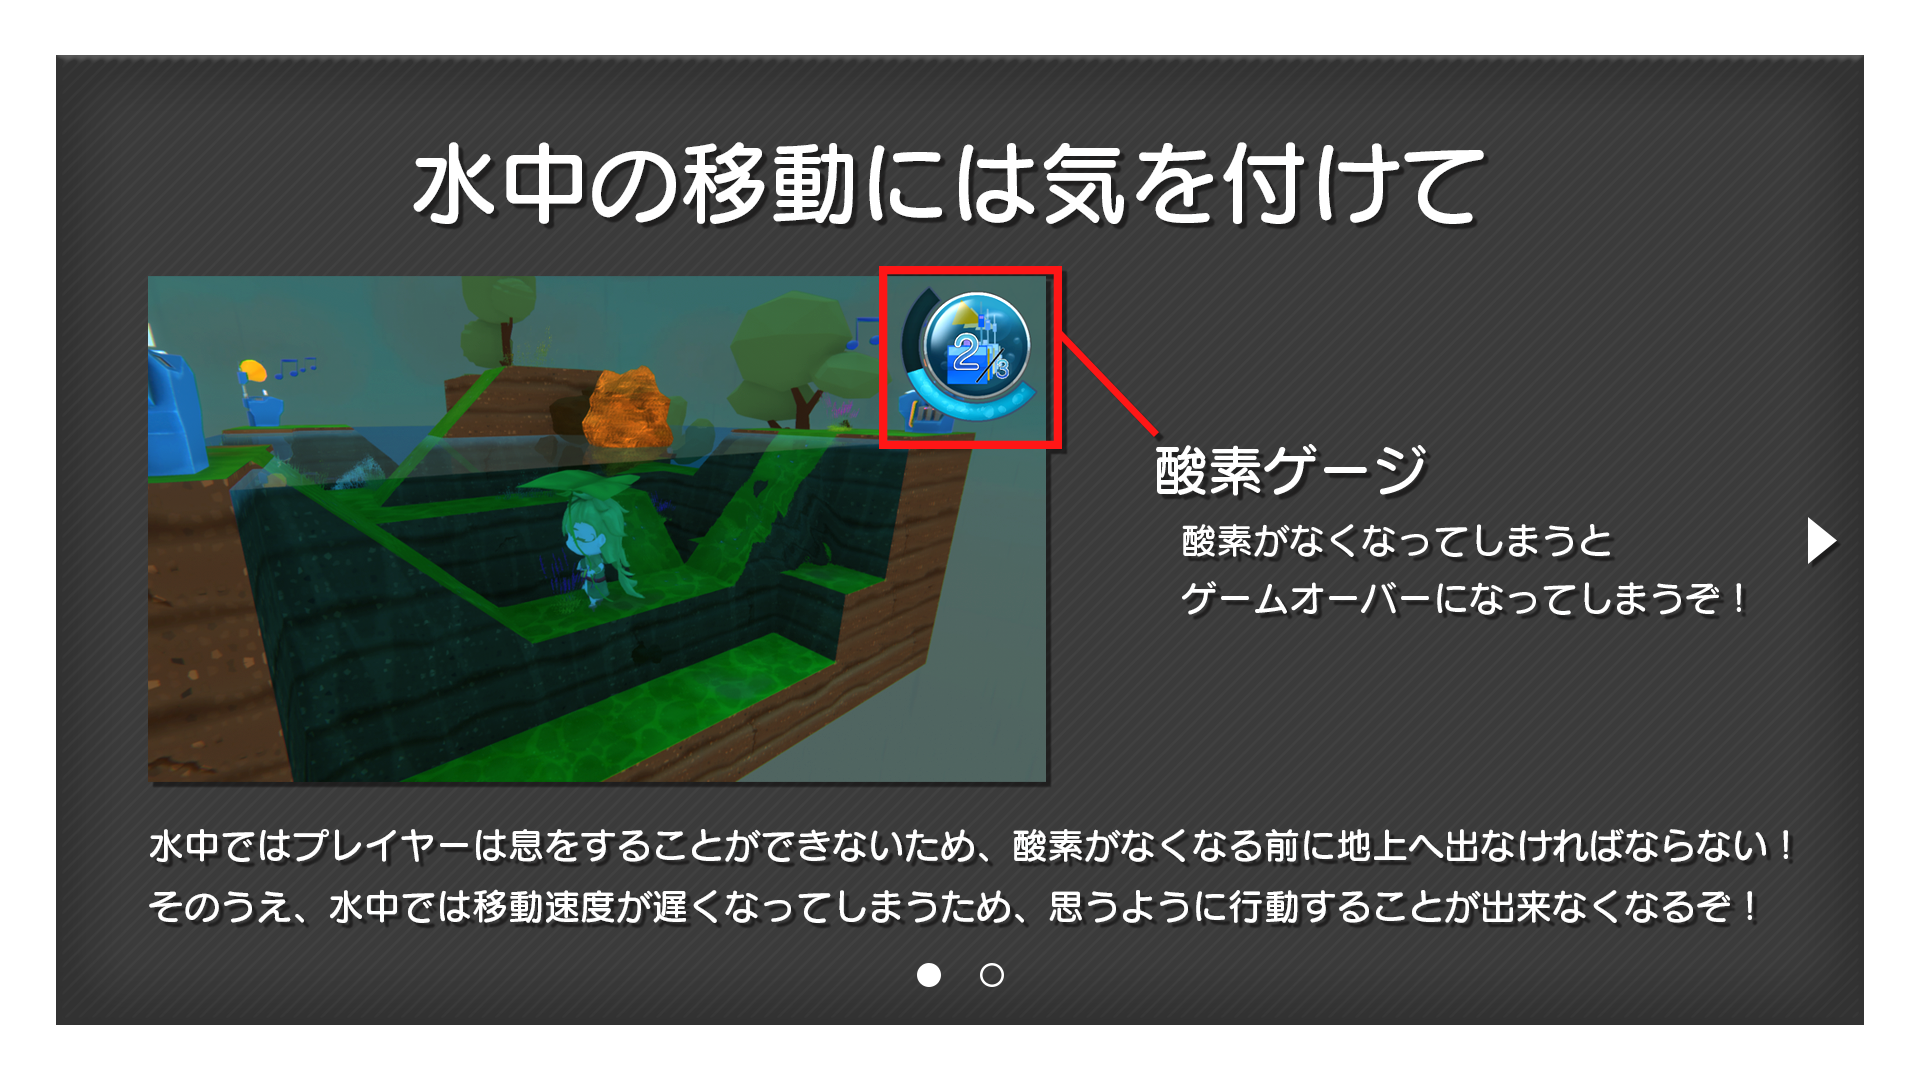 水中の移動には気を付けて
2/3
酸素ゲージ
酸素がなくなってしまうと
ゲームオーバーになってしまうぞ！
水中ではプレイヤーは息をすることができないため、酸素がなくなる前に地上へ出なければならない！
そのうえ、水中では移動速度が遅くなってしまうため、思うように行動することが出来なくなるぞ！